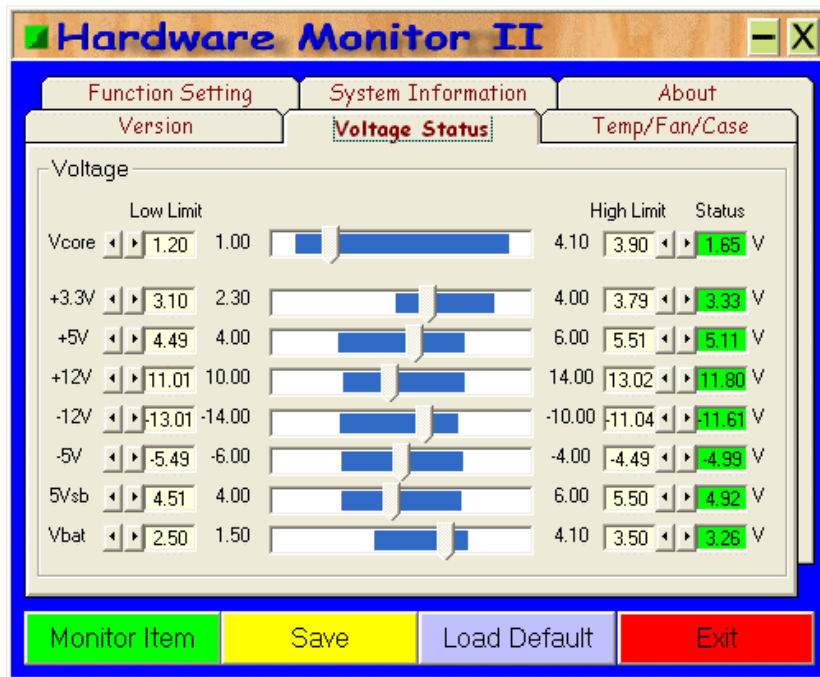 Hardware Monitor II
Function Setting System Information About
Version Voltage Status Temp/Fan/Case
Voltage
Low Limit High Limit Status
Vcore 1.20 1.00 4.10 3.90 1.65 V
+3.3V 3.10 2.30 4.00 3.79 3.33 V
+5V 4.49 4.00 6.00 5.51 5.11 V
+12V 11.01 10.00 14.00 13.02 11.80 V
-12V -13.01 -14.00 -10.00 -11.04 -11.61 V
-5V -5.49 -6.00 -4.00 -4.49 -4.99 V
5Vsb 4.51 4.00 6.00 5.50 4.92 V
Vbat 2.50 1.50 4.10 3.50 3.26 V
Monitor Item Save Load Default Exit